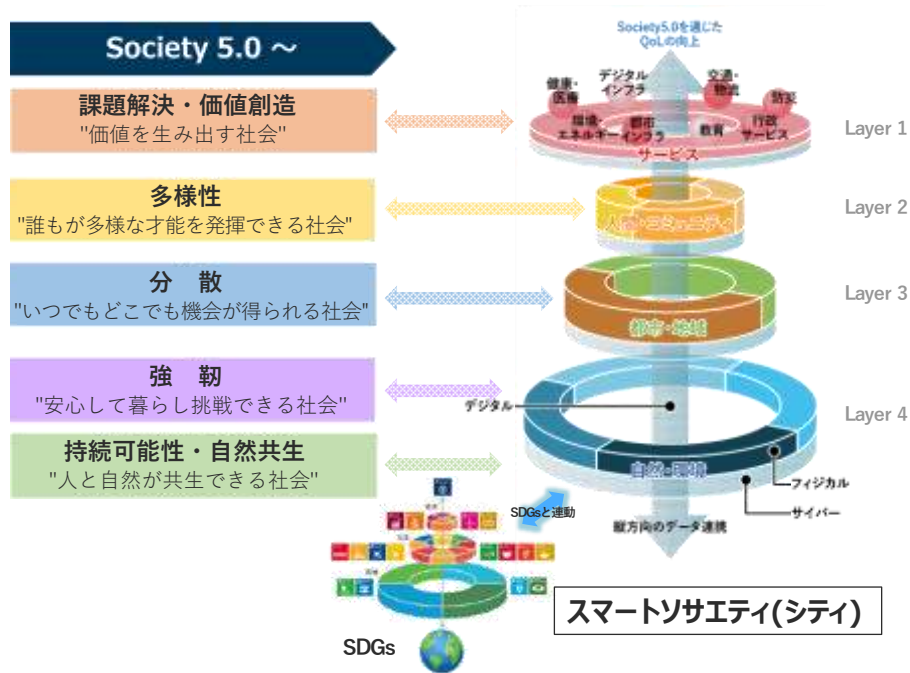 Society 5.0 ～
課題解決・価値創造
"価値を生み出す社会"
多様性
"誰もが多様な才能を発揮できる社会"
分　散
"いつでもどこでも機会が得られる社会"
強　靭
"安心して暮らし挑戦できる社会"
持続可能性・自然共生
"人と自然が共生できる社会"
Society5.0を通じた
QoLの向上
健康・
医療
デジタル
インフラ
交通・
物流
防災
環境・
エネルギー
都市
インフラ
教育
行政
サービス
サービス
Layer 1
人間・コミュニティ
Layer 2
都市・地域
Layer 3
デジタル
Layer 4
自然・環境
フィジカル
サイバー
SDGsと連動
縦方向のデータ連携
スマートソサエティ(シティ)
SDGs